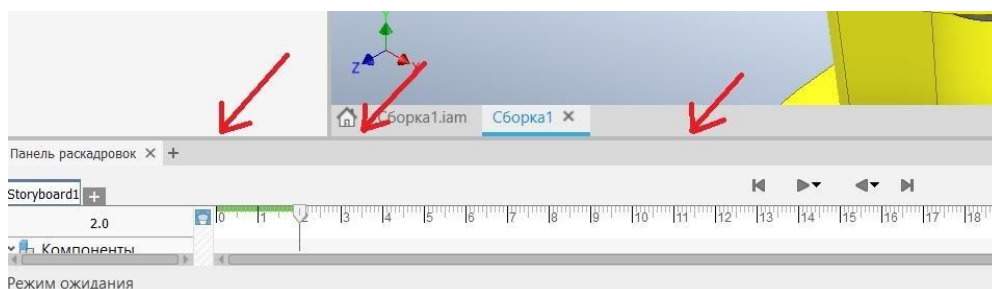 Y
Z X
Сборка1.iam Сборка1 ×
Панель раскадровок × +
Storyboard1 +
2.0 0 1 2 3 4 5 6 7 8 9 10 11 12 13 14 15 16 17 18
Компоненты
Режим ожидания